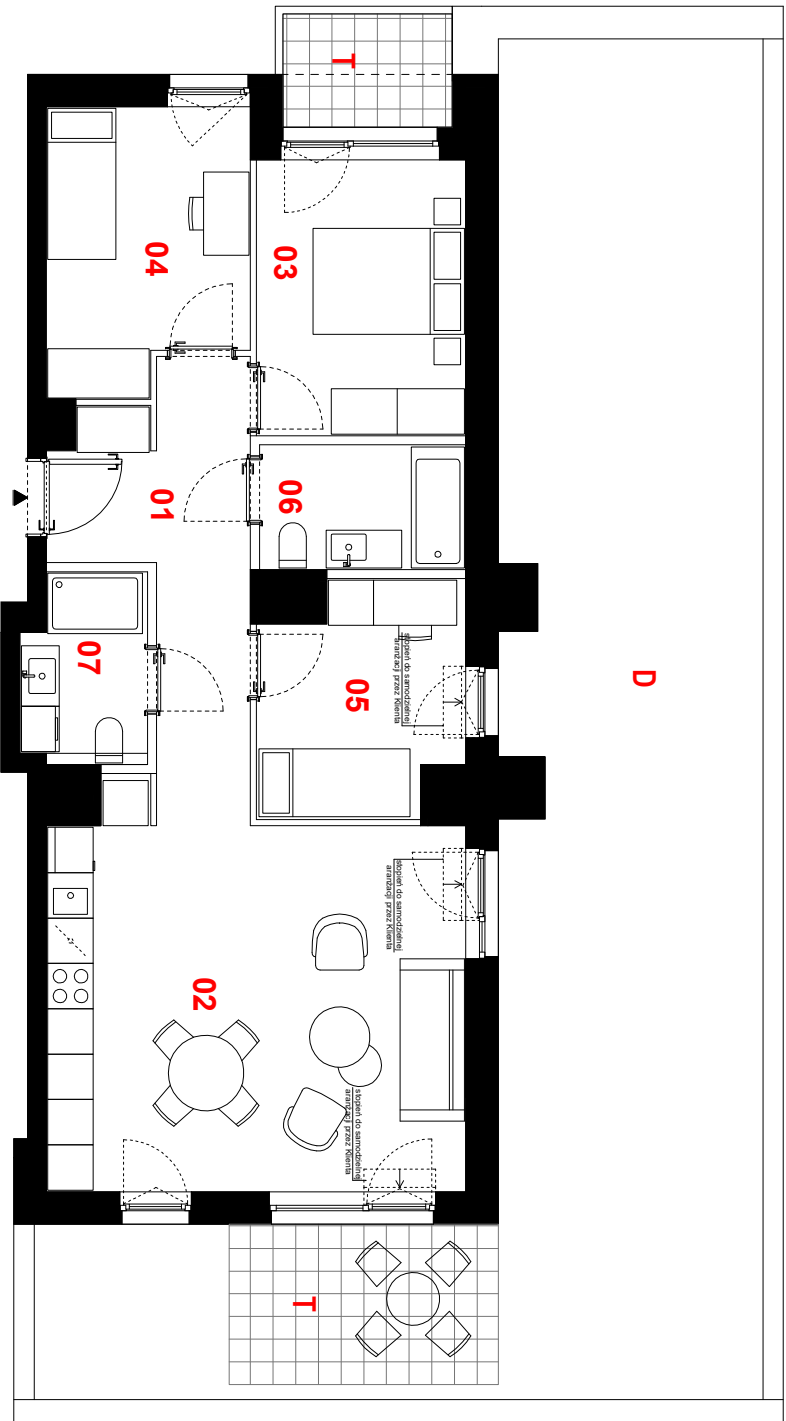 T
04
03
01
06
07
05
D
stopień do samodzielnej
aranżacji przez Klienta
stopień do samodzielnej
aranżacji przez Klienta
02
stopień do samodzielnej
aranżacji przez Klienta
T